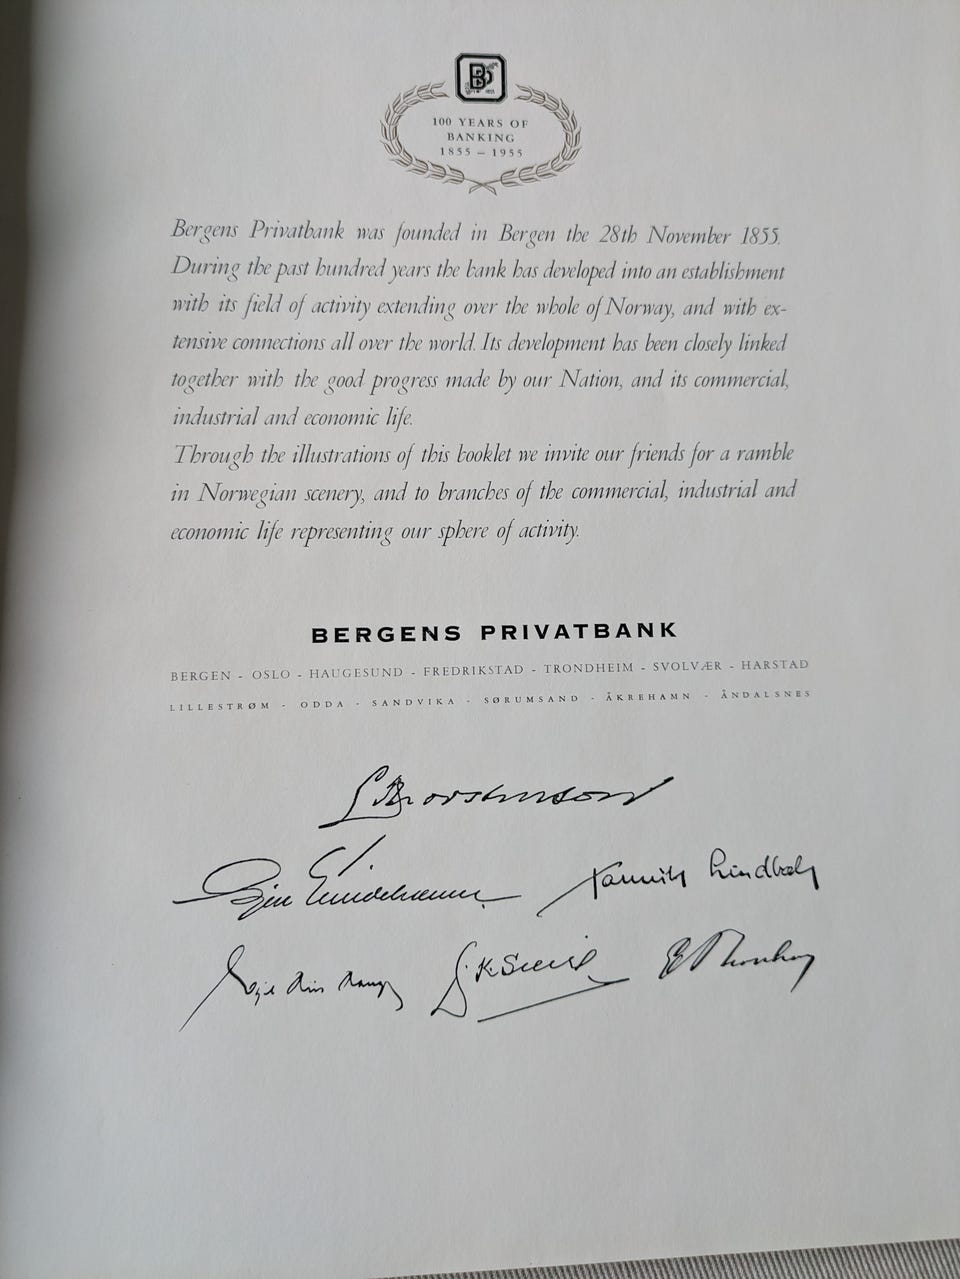 BP
100 YEARS OF
BANKING
1855 – 1955
Bergens Privatbank was founded in Bergen the 28th November 1855.
During the past hundred years the bank has developed into an establishment
with its field of activity extending over the whole of Norway, and with ex-
tensive connections all over the world. Its development has been closely linked
together with the good progress made by our Nation, and its commercial,
industrial and economic life.
Through the illustrations of this booklet we invite our friends for a ramble
in Norwegian scenery, and to branches of the commercial, industrial and
economic life representing our sphere of activity.
BERGENS PRIVATBANK
BERGEN - OSLO - HAUGESUND - FREDRIKSTAD - TRONDHEIM - SVOLVÆR - HARSTAD
LILLESTRØM - ODDA - SANDVIKA - SØRUMSAND - ÅKREHAMN - ÅNDALSNES